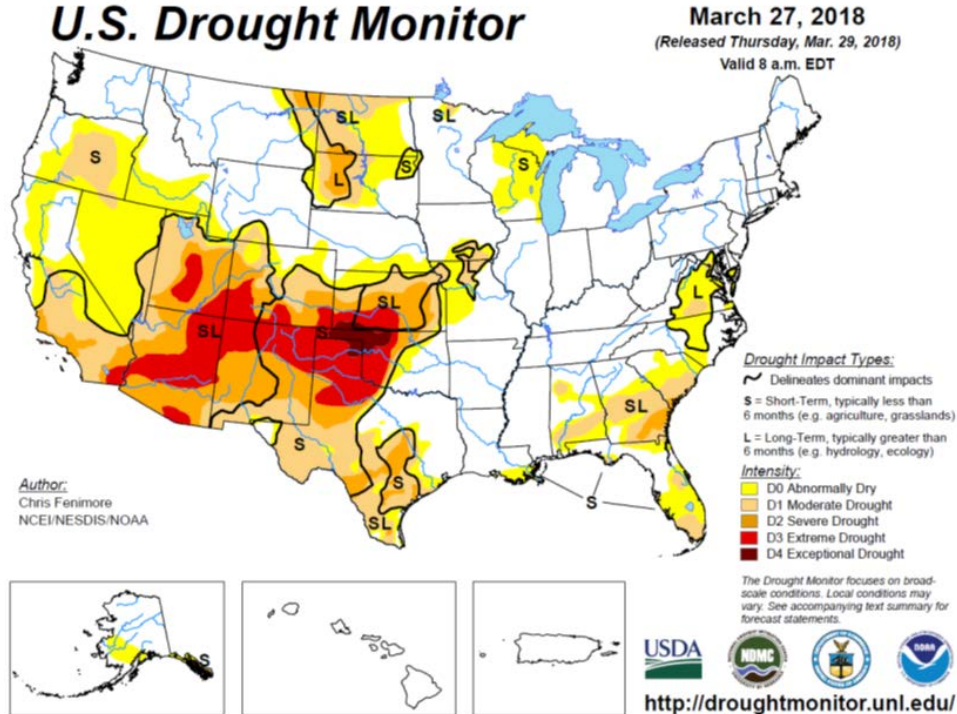 U.S. Drought Monitor
March 27, 2018
(Released Thursday, Mar. 29, 2018)
Valid 8 a.m. EDT
SL
SL
S
S
S
L
L
SL
L
SL
S
SL
S
S
SL
S
Drought Impact Types:
Delineates dominant impacts
S = Short-Term, typically less than
6 months (e.g. agriculture, grasslands)
L = Long-Term, typically greater than
6 months (e.g. hydrology, ecology)
Intensity:
D0 Abnormally Dry
D1 Moderate Drought
D2 Severe Drought
D3 Extreme Drought
D4 Exceptional Drought
Author:
Chris Fenimore
NCEI/NESDIS/NOAA
The Drought Monitor focuses on broad-
scale conditions. Local conditions may
vary. See accompanying text summary for
forecast statements.
S
USDA
NDMC
NOAA
http://droughtmonitor.unl.edu/